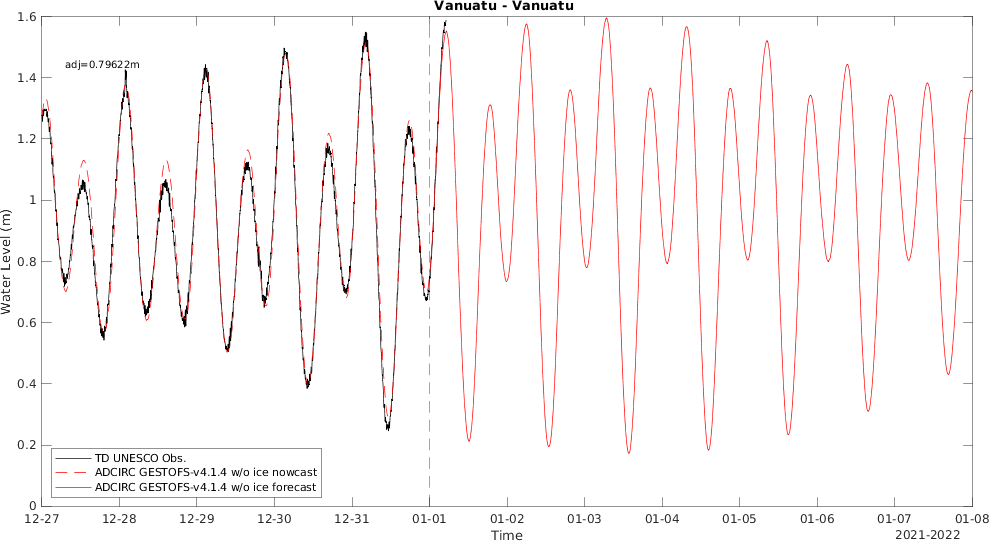 Vanuatu - Vanuatu
1.6
1.4
1.2
1
0.8
0.6
0.4
0.2
0
Water Level (m)
adj=0.79622m
TD UNESCO Obs.
ADCIRC GESTOFS-v4.1.4 w/o ice nowcast
ADCIRC GESTOFS-v4.1.4 w/o ice forecast
12-27 12-28 12-29 12-30 12-31 01-01 01-02 01-03 01-04 01-05 01-06 01-07 01-08
Time
2021-2022